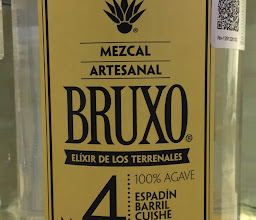 MEZCAL
ARTESANAL
BRUXO®
ELÍXIR DE LOS TERRENALES
100% AGAVE
4
ESPADÍN
BARRIL
CUISHE